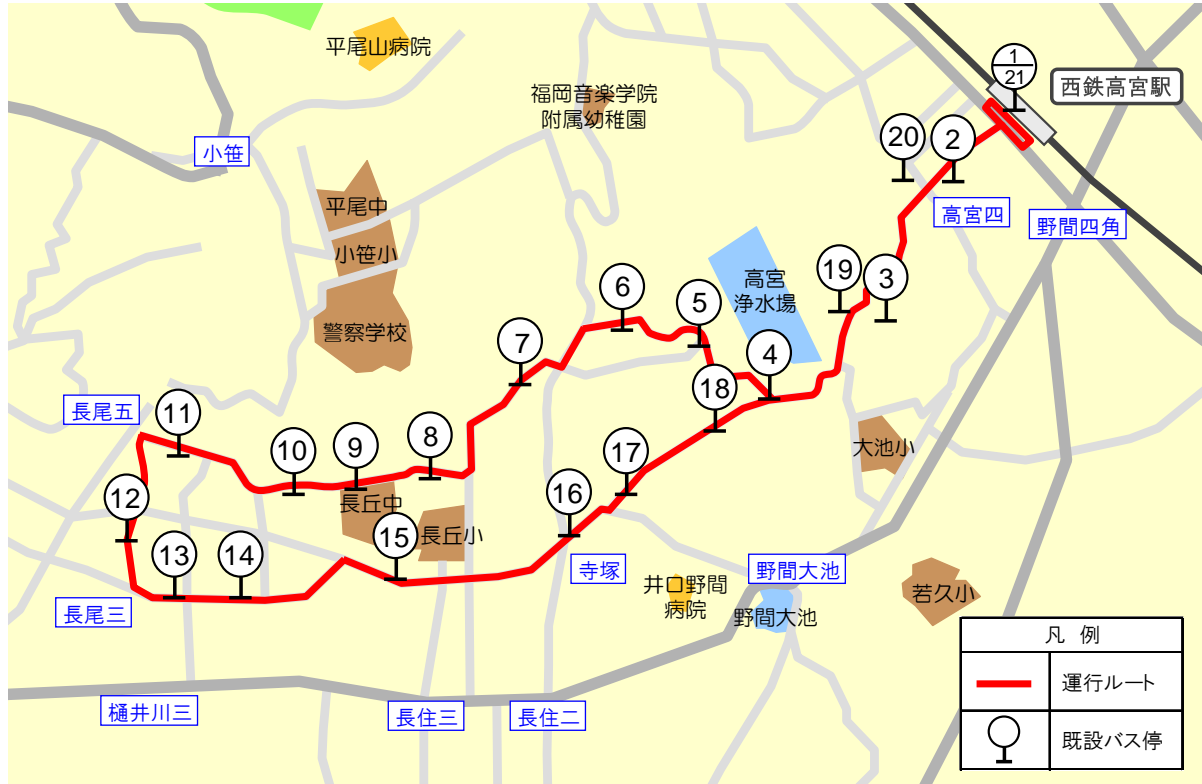 平尾山病院
福岡音楽学院
附属幼稚園
1
21
西鉄高宮駅
小笹
20
2
平尾中
高宮四
野間四角
小笹小
高宮
浄水場
19
3
6
5
警察学校
7
4
18
長尾五
11
8
大池小
10
9
17
12
長丘中
16
15
長丘小
13
14
寺塚
野間大池
井口野間
病院
若久小
長尾三
野間大池
樋井川三
長住三
長住二
凡 例
運行ルート
既設バス停